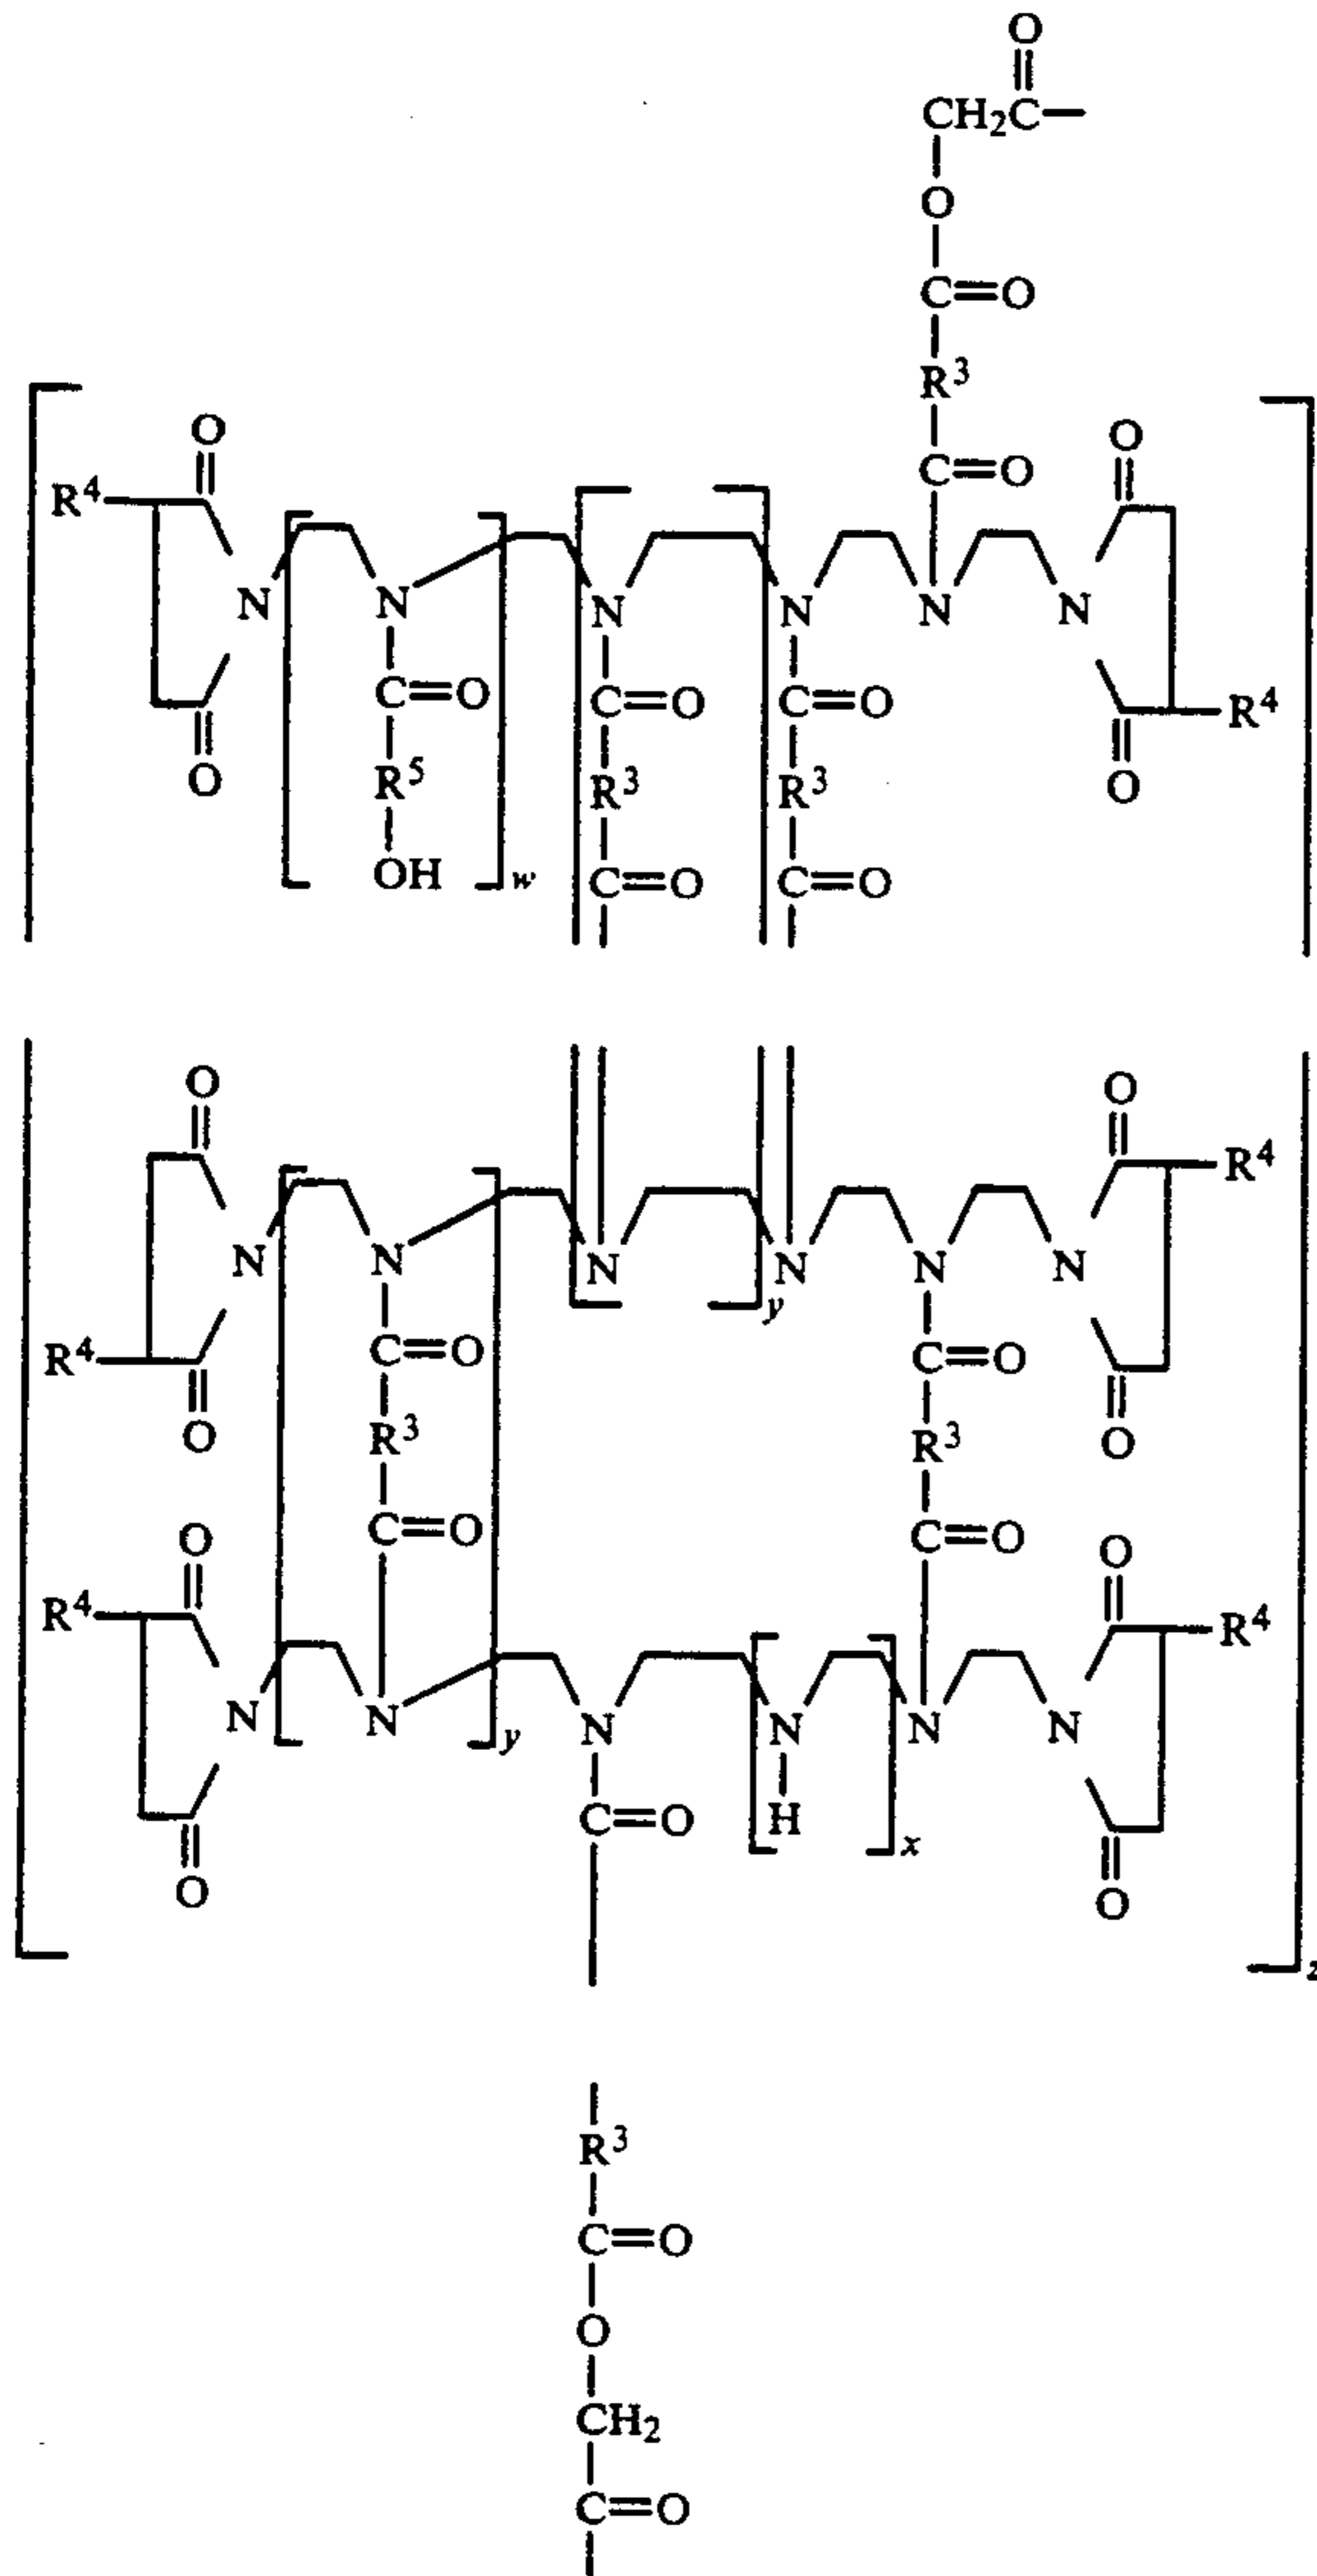 O
CH₂C
O
C=O
R³
O C=O O
R⁴
N N N N N N
C=O C=O C=O R⁴
O R⁵ R³ R³ O
OH w C=O C=O
O O
R⁴
N N N N N N
y
R⁴ C=O C=O
O R³ R³ O
O C=O C=O O
R⁴ R⁴
N N N N N N
y
C=O H
x
O O
z
R³
C=O
O
CH₂
C=O